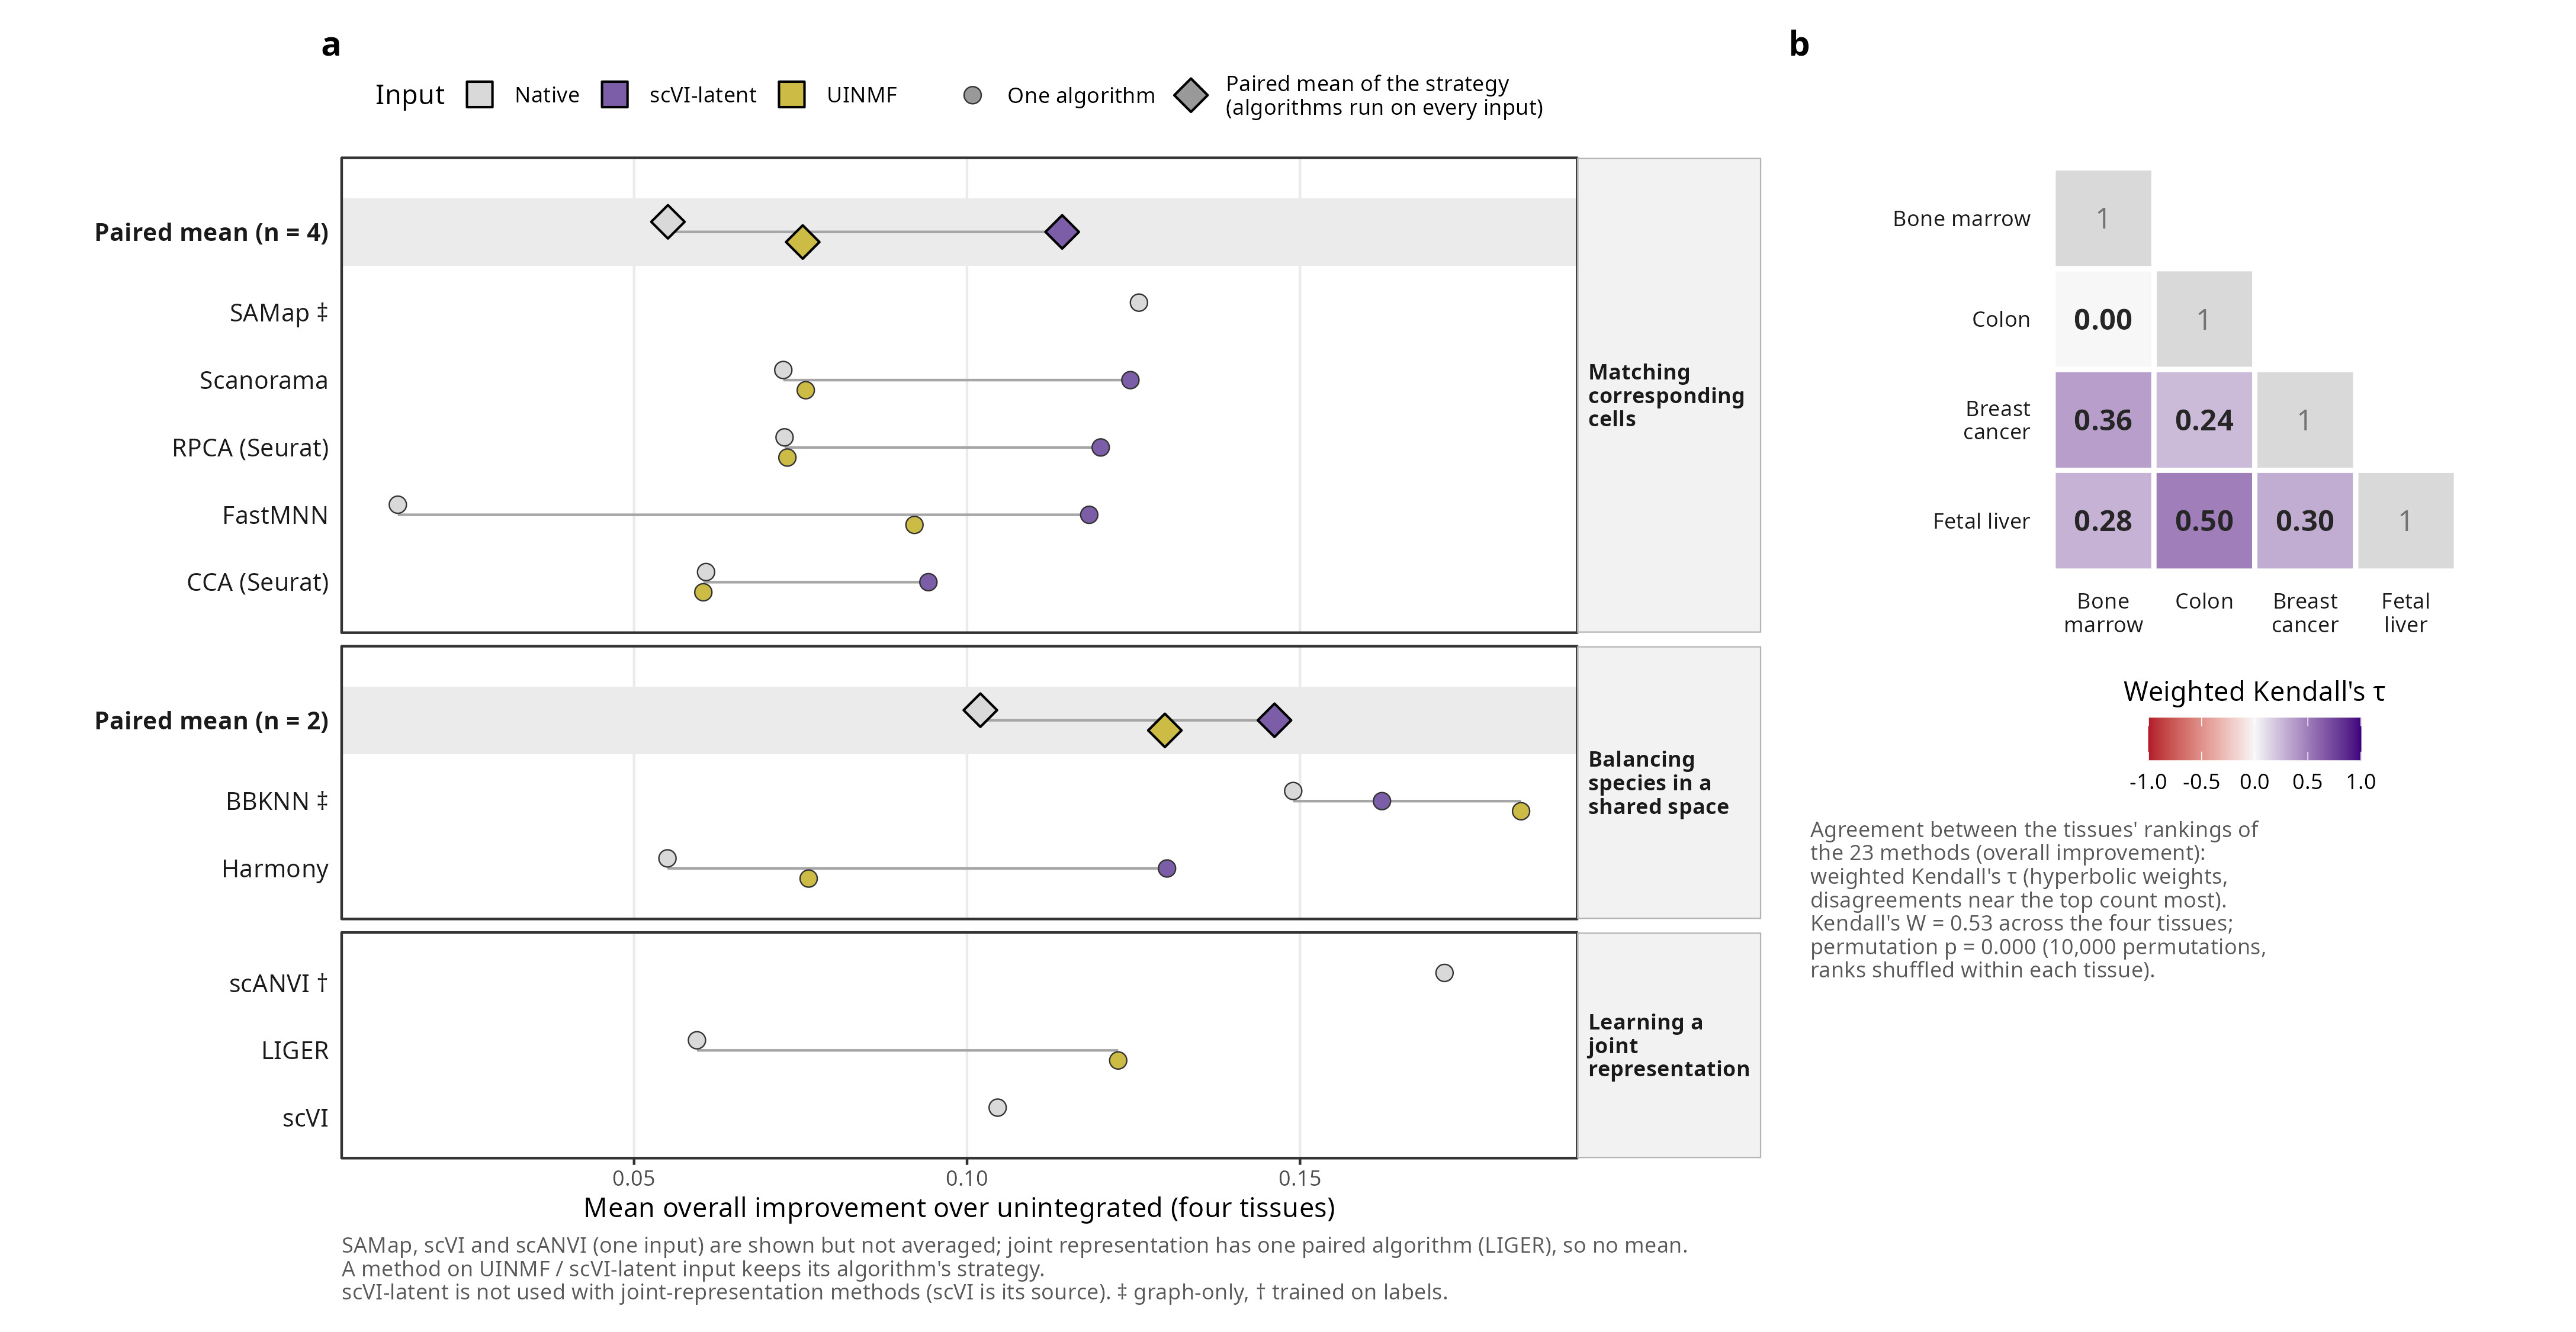 a
Input
Native
scVI-latent
UINMF
One algorithm
Paired mean of the strategy
(algorithms run on every input)
Paired mean (n = 4)
SAMap ‡
Scanorama
RPCA (Seurat)
FastMNN
CCA (Seurat)
Matching
corresponding
cells
Paired mean (n = 2)
BBKNN ‡
Harmony
Balancing
species in a
shared space
scANVI †
LIGER
scVI
Learning a
joint
representation
0.05 0.10 0.15
Mean overall improvement over unintegrated (four tissues)
SAMap, scVI and scANVI (one input) are shown but not averaged; joint representation has one paired algorithm (LIGER), so no mean.
A method on UINMF / scVI-latent input keeps its algorithm's strategy.
scVI-latent is not used with joint-representation methods (scVI is its source). ‡ graph-only, † trained on labels.
b
Bone marrow
1
Colon
0.00 1
Breast
cancer
0.36 0.24 1
Fetal liver
0.28 0.50 0.30 1
Bone
marrow
Colon
Breast
cancer
Fetal
liver
Weighted Kendall's τ
-1.0 -0.5 0.0 0.5 1.0
Agreement between the tissues' rankings of
the 23 methods (overall improvement):
weighted Kendall's τ (hyperbolic weights,
disagreements near the top count most).
Kendall's W = 0.53 across the four tissues;
permutation p = 0.000 (10,000 permutations,
ranks shuffled within each tissue).